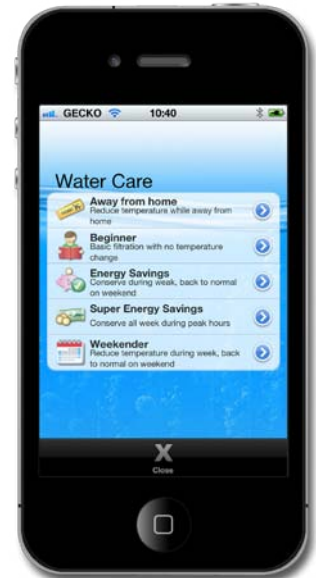 GECKO 10:40
Water Care
Away from home
Reduce temperature while away from
home
Beginner
Basic filtration with no temperature
change
Energy Savings
Conserve during weak, back to normal
on weekend
Super Energy Savings
Conserve all week during peak hours
Weekender
Reduce temperature during week, back
to normal on weekend
X
Close